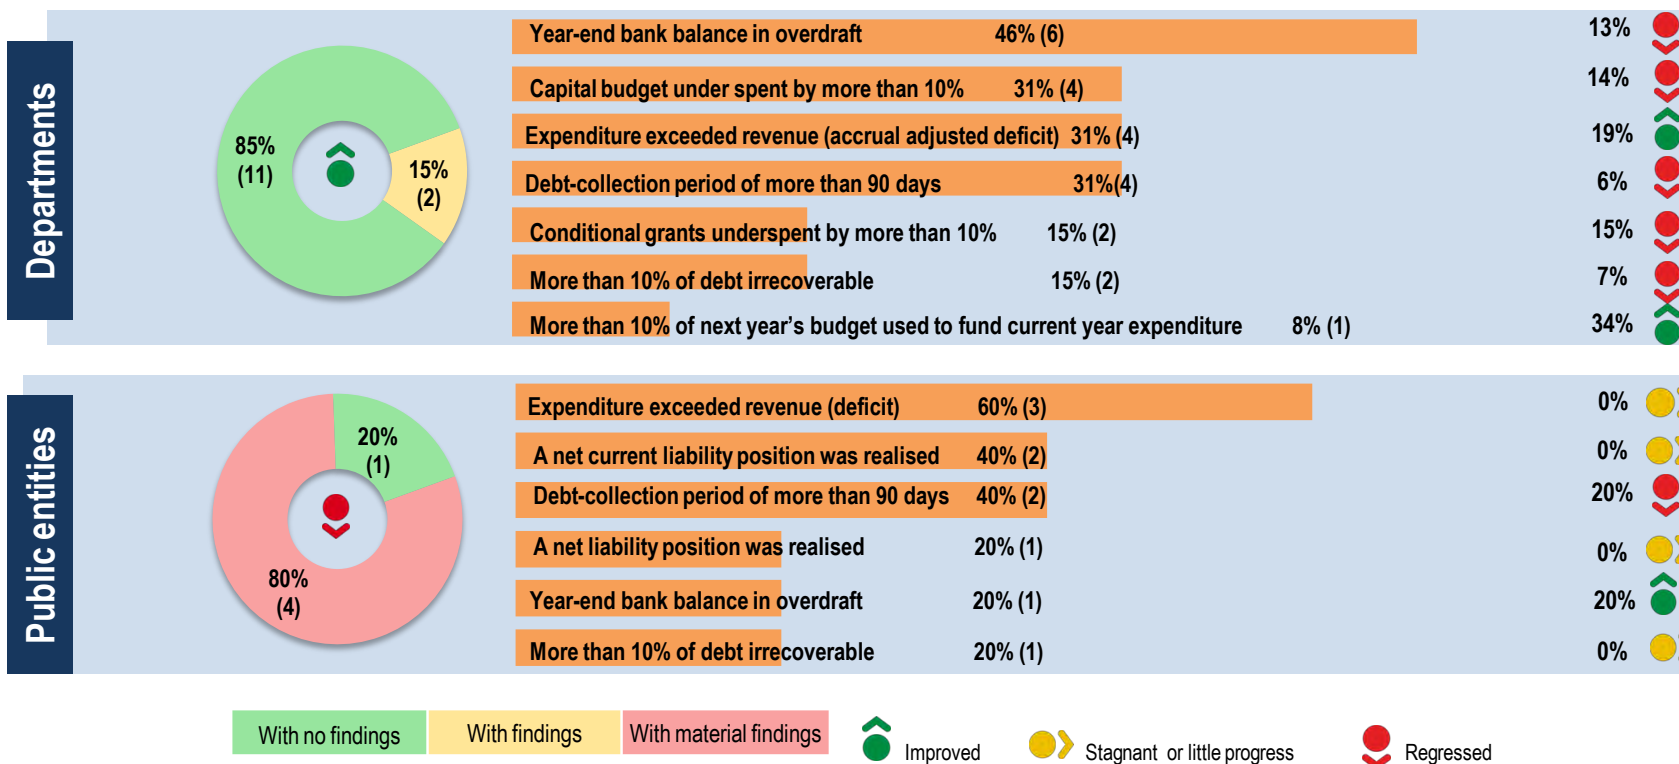 Departments
85%
(11)
15%
(2)
Year-end bank balance in overdraft 46% (6) 13%
Capital budget under spent by more than 10% 31% (4) 14%
Expenditure exceeded revenue (accrual adjusted deficit) 31% (4) 19%
Debt-collection period of more than 90 days 31%(4) 6%
Conditional grants underspent by more than 10% 15% (2) 15%
More than 10% of debt irrecoverable 15% (2) 7%
More than 10% of next year’s budget used to fund current year expenditure 8% (1) 34%
Public entities
20%
(1)
80%
(4)
Expenditure exceeded revenue (deficit) 60% (3) 0%
A net current liability position was realised 40% (2) 0%
Debt-collection period of more than 90 days 40% (2) 20%
A net liability position was realised 20% (1) 0%
Year-end bank balance in overdraft 20% (1) 20%
More than 10% of debt irrecoverable 20% (1) 0%
With no findings With findings With material findings Improved Stagnant or little progress Regressed